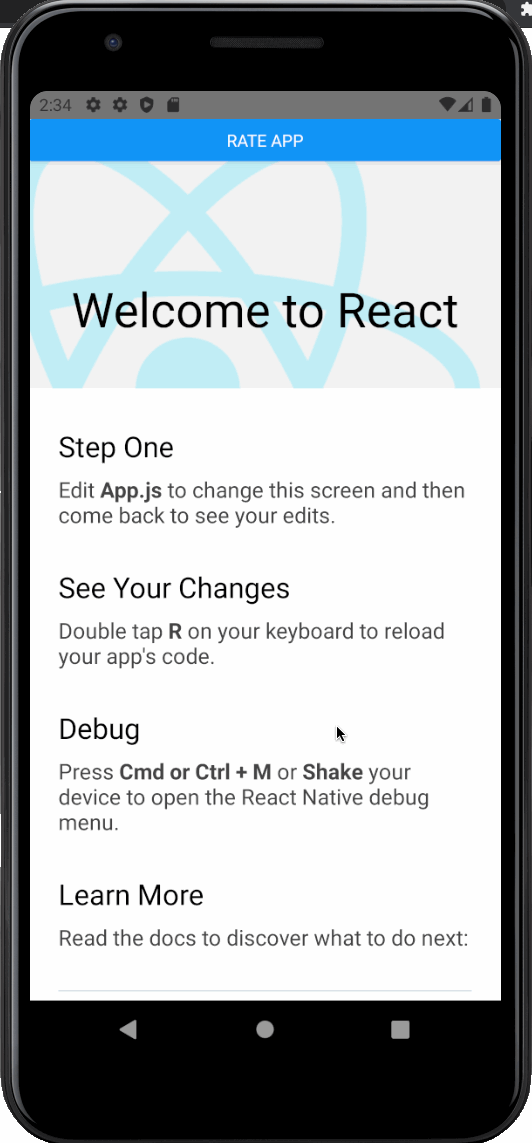 2:34
RATE APP
Welcome to React
Step One
Edit App.js to change this screen and then
come back to see your edits.
See Your Changes
Double tap R on your keyboard to reload
your app's code.
Debug
Press Cmd or Ctrl + M or Shake your
device to open the React Native debug
menu.
Learn More
Read the docs to discover what to do next: